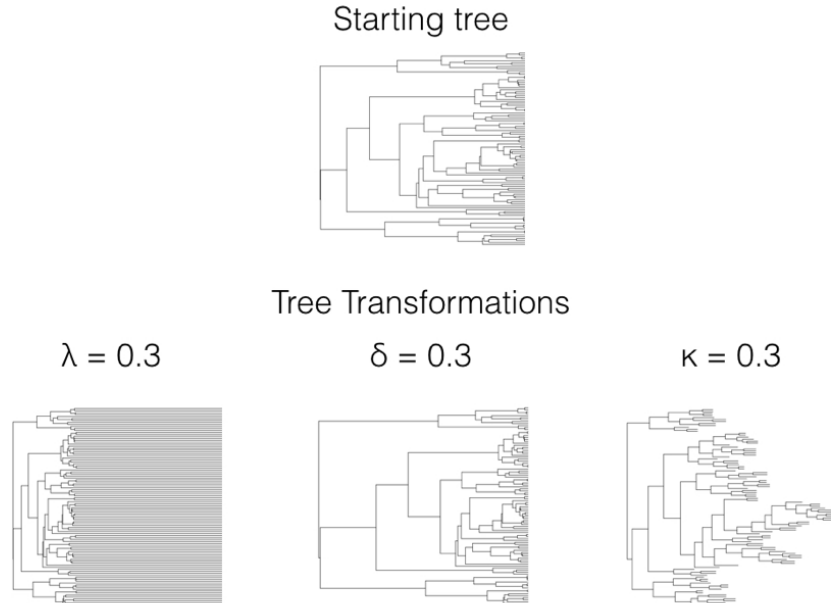 Starting tree
Tree Transformations
λ = 0.3
δ = 0.3
κ = 0.3